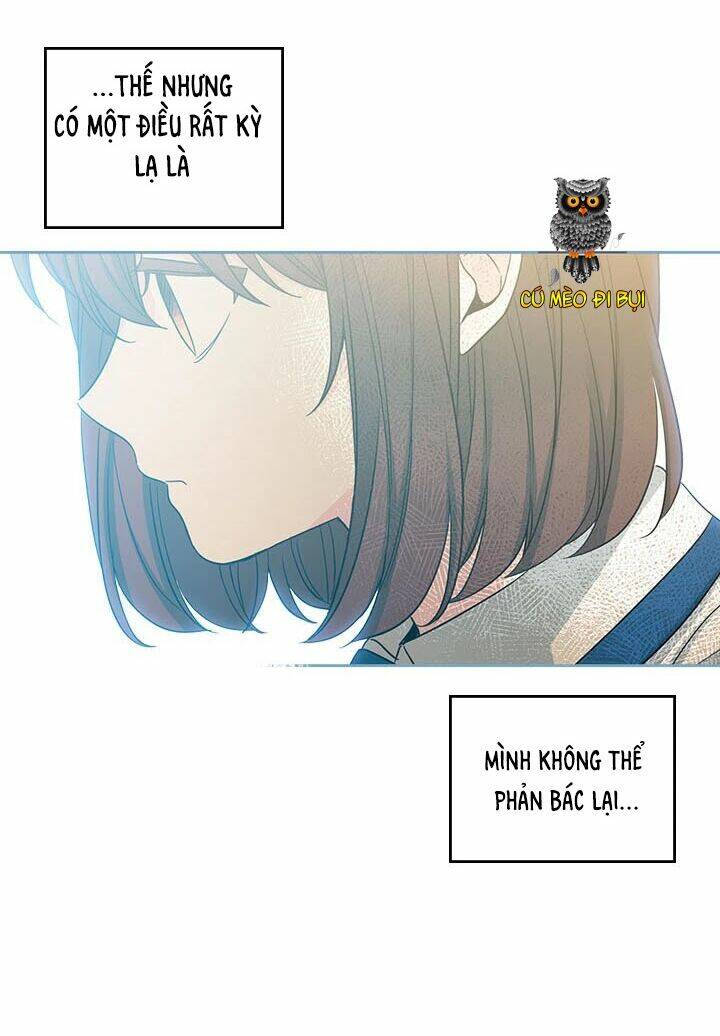 ...THẾ NHƯNG
CÓ MỘT ĐIỀU RẤT KỲ
LẠ LÀ
CÚ MÈO ĐI BỤI
MÌNH KHÔNG THỂ
PHẢN BÁC LẠI...